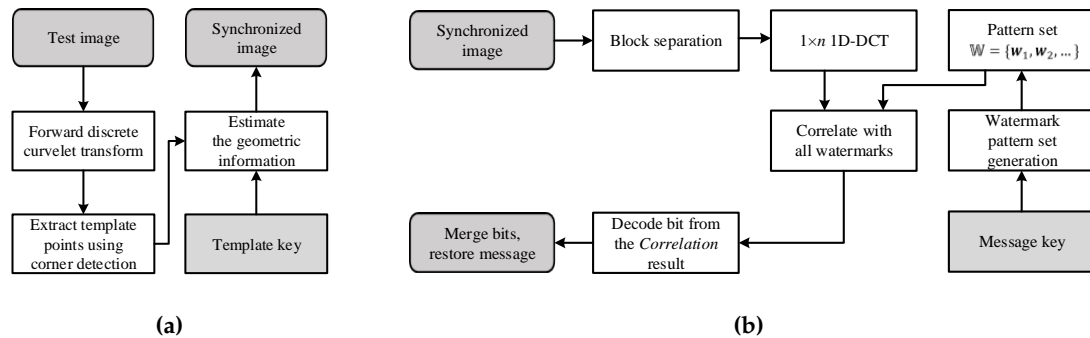 Test image
Synchronized
image
Forward discrete
curvelet transform
Estimate
the geometric
information
Extract template
points using
corner detection
Template key
(a)
Synchronized
image
Block separation
1×n 1D-DCT
Pattern set
𝕎 = {w₁, w₂, …}
Correlate with
all watermarks
Watermark
pattern set
generation
Merge bits,
restore message
Decode bit from
the Correlation
result
Message key
(b)